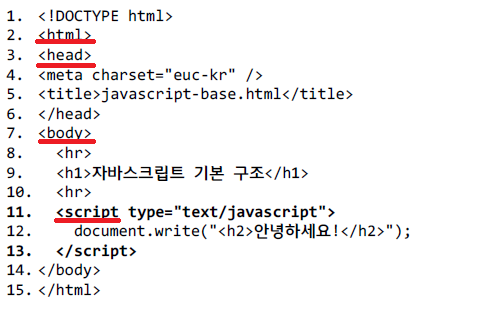 1. <!DOCTYPE html>
2. <html>
3. <head>
4. <meta charset="euc-kr" />
5. <title>javascript-base.html</title>
6. </head>
7. <body>
8.   <hr>
9.   <h1>자바스크립트 기본 구조</h1>
10.   <hr>
11.   <script type="text/javascript">
12.     document.write("<h2>안녕하세요!</h2>");
13.   </script>
14. </body>
15. </html>